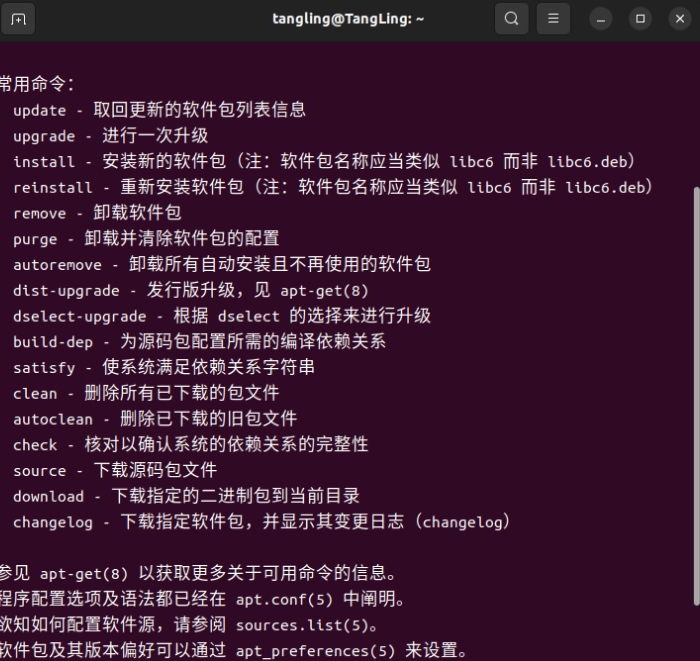 tangling@TangLing: ~
常用命令：
update - 取回更新的软件包列表信息
upgrade - 进行一次升级
install - 安装新的软件包（注：软件包名称应当类似 libc6 而非 libc6.deb）
reinstall - 重新安装软件包（注：软件包名称应当类似 libc6 而非 libc6.deb）
remove - 卸载软件包
purge - 卸载并清除软件包的配置
autoremove - 卸载所有自动安装且不再使用的软件包
dist-upgrade - 发行版升级，见 apt-get(8)
dselect-upgrade - 根据 dselect 的选择来进行升级
build-dep - 为源码包配置所需的编译依赖关系
satisfy - 使系统满足依赖关系字符串
clean - 删除所有已下载的包文件
autoclean - 删除已下载的旧包文件
check - 核对以确认系统的依赖关系的完整性
source - 下载源码包文件
download - 下载指定的二进制包到当前目录
changelog - 下载指定软件包，并显示其变更日志（changelog）
参见 apt-get(8) 以获取更多关于可用命令的信息。
程序配置选项及语法都已经在 apt.conf(5) 中阐明。
欲知如何配置软件源，请参阅 sources.list(5)。
软件包及其版本偏好可以通过 apt_preferences(5) 来设置。